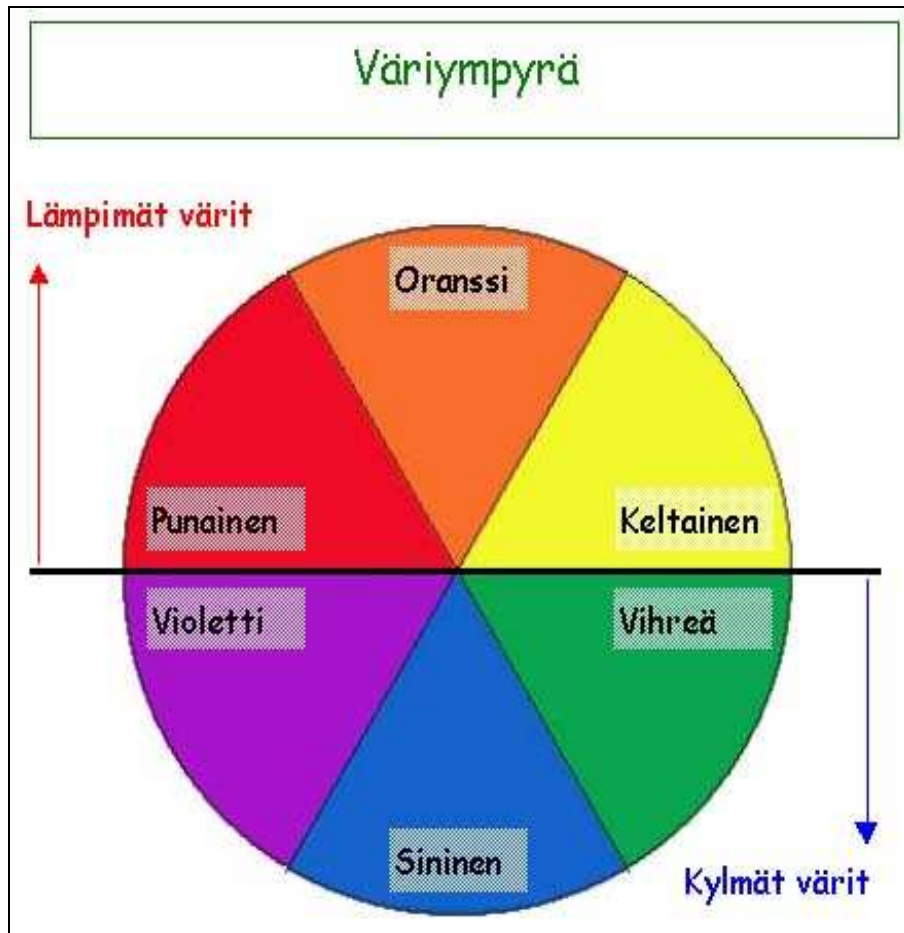 Väriympyrä
Lämpimät värit
Oranssi
Punainen
Keltainen
Violetti
Vihreä
Sininen
Kylmät värit